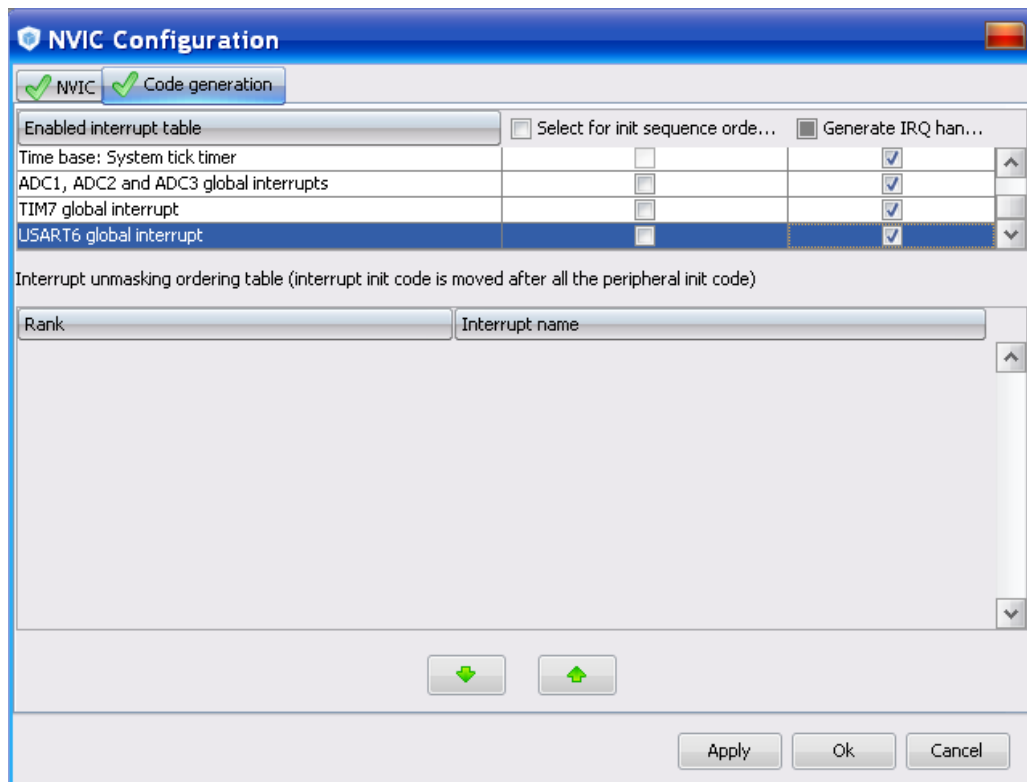 NVIC Configuration
NVIC Code generation
Enabled interrupt table Select for init sequence orde... Generate IRQ han...
Time base: System tick timer
ADC1, ADC2 and ADC3 global interrupts
TIM7 global interrupt
USART6 global interrupt
Interrupt unmasking ordering table (interrupt init code is moved after all the peripheral init code)
Rank Interrupt name
Apply Ok Cancel